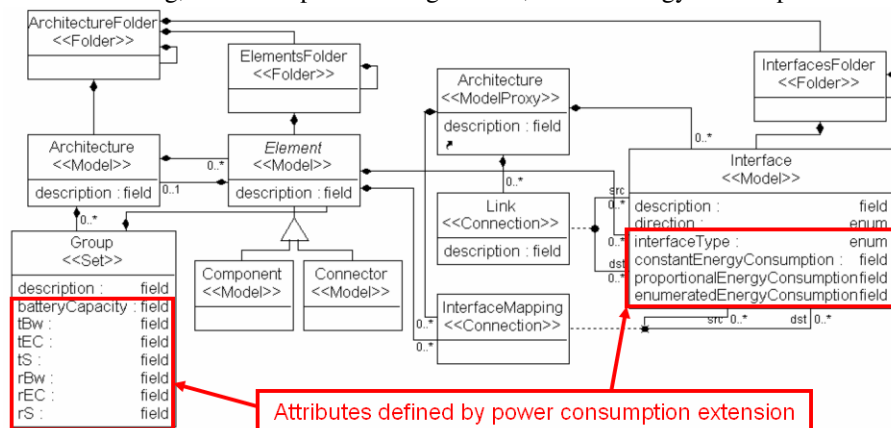 ArchitectureFolder
<<Folder>>
ElementsFolder
<<Folder>>
Architecture
<<ModelProxy>>
description : field
InterfacesFolder
<<Folder>>
Architecture
<<Model>>
description : field
0..*
0..1
Element
<<Model>>
description : field
0..*
0..*
Link
<<Connection>>
description : field
src
0..*
0..*
dst
0..*
Interface
<<Model>>
description : field
direction : enum
interfaceType : enum
constantEnergyConsumption : field
proportionalEnergyConsumption field
enumeratedEnergyConsumption field
0..*
Group
<<Set>>
description : field
batteryCapacity : field
tBw : field
tEC : field
tS : field
rBw : field
rEC : field
rS : field
Component
<<Model>>
Connector
<<Model>>
InterfaceMapping
<<Connection>>
0..*
0..*
src 0..*
dst 0..*
Attributes defined by power consumption extension